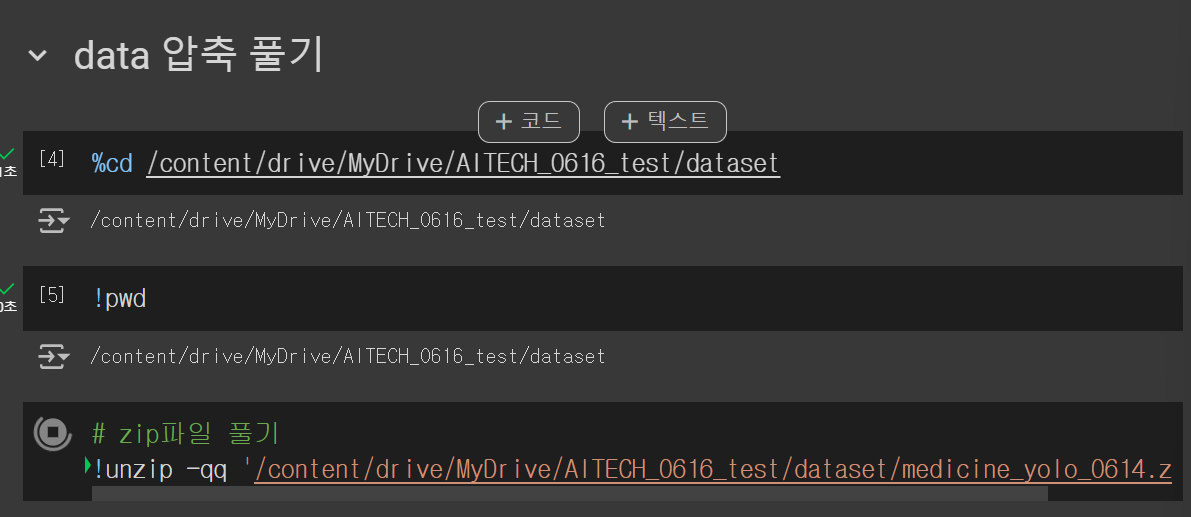 data 압축 풀기
+ 코드 + 텍스트
[4] %cd /content/drive/MyDrive/AITECH_0616_test/dataset
1초
/content/drive/MyDrive/AITECH_0616_test/dataset
[5] !pwd
0초
/content/drive/MyDrive/AITECH_0616_test/dataset
# zip파일 풀기
!unzip -qq '/content/drive/MyDrive/AITECH_0616_test/dataset/medicine_yolo_0614.z